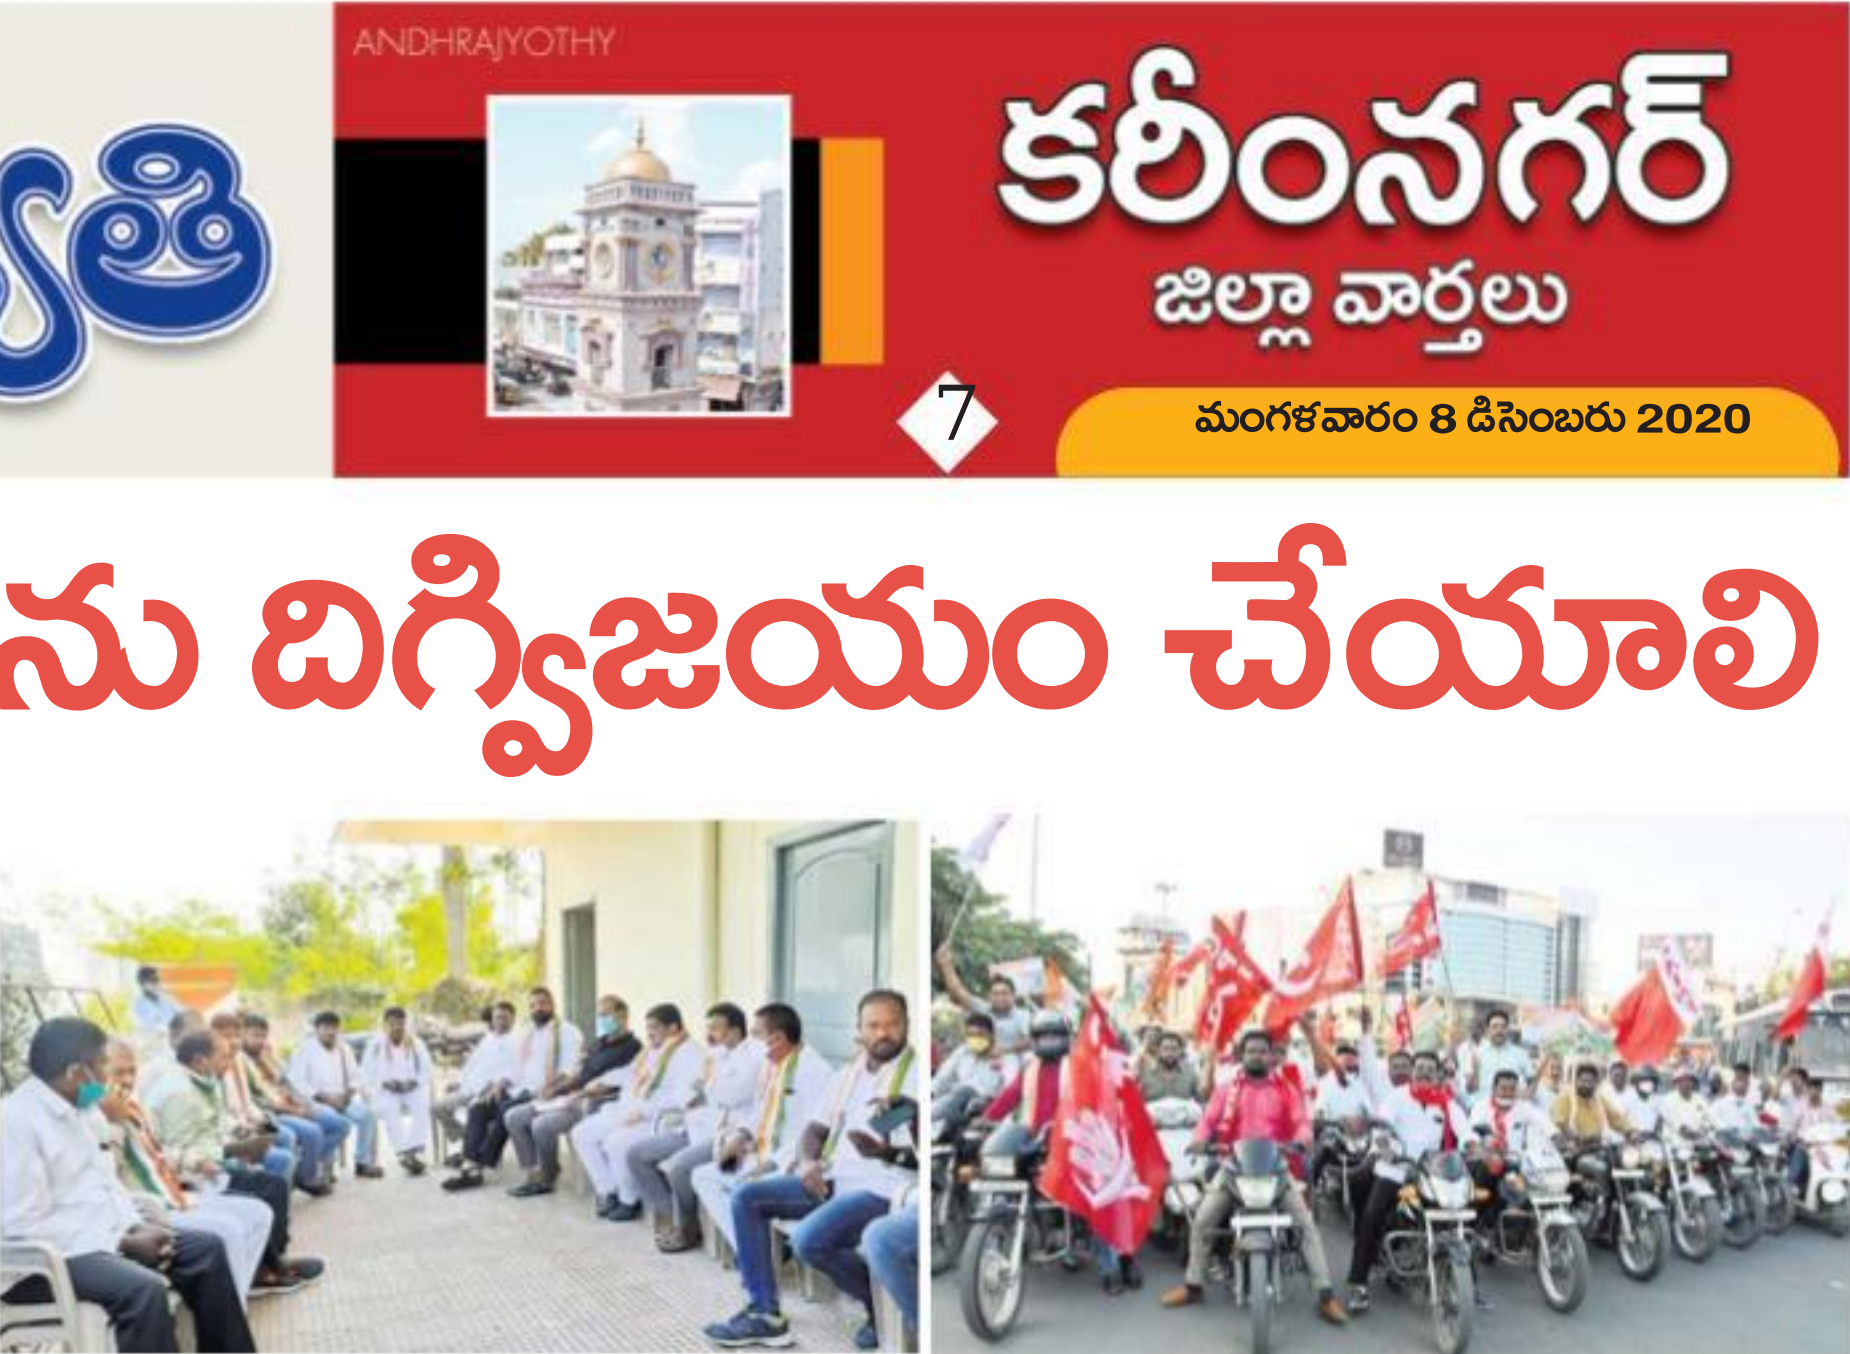 ANDHRAJYOTHY
్యోతి
కరీంనగర్
జిల్లా వార్తలు
7
మంగళవారం 8 డిసెంబరు 2020
ను దిగ్విజయం చేయాలి